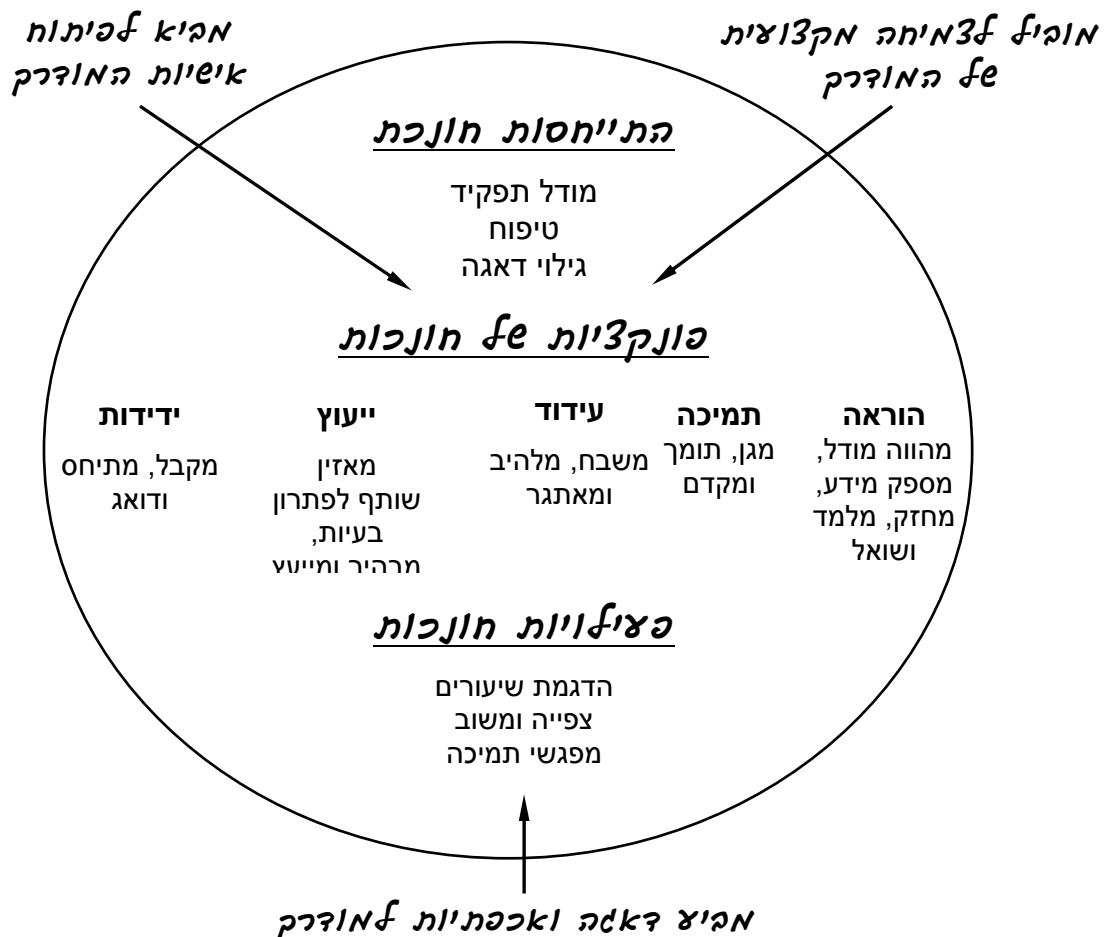 מוביל לצמיחה מקצועית
של המודרך
מביא לפיתוח
אישיות המודרך
התייחסות חונכת
מודל תפקיד
טיפוח
גילוי דאגה
פונקציות של חונכות
הוראה
מהווה מודל,
מספק מידע,
מחזק, מלמד
ושואל
תמיכה
מגן, תומך
ומקדם
עידוד
משבח, מלהיב
ומאתגר
ייעוץ
מאזין
שותף לפתרון
בעיות,
מבהיר ומייעץ
ידידות
מקבל, מתיחס
ודואג
פעילויות חונכות
הדגמת שיעורים
צפייה ומשוב
מפגשי תמיכה
מביע דאגה ואכפתיות למודרך